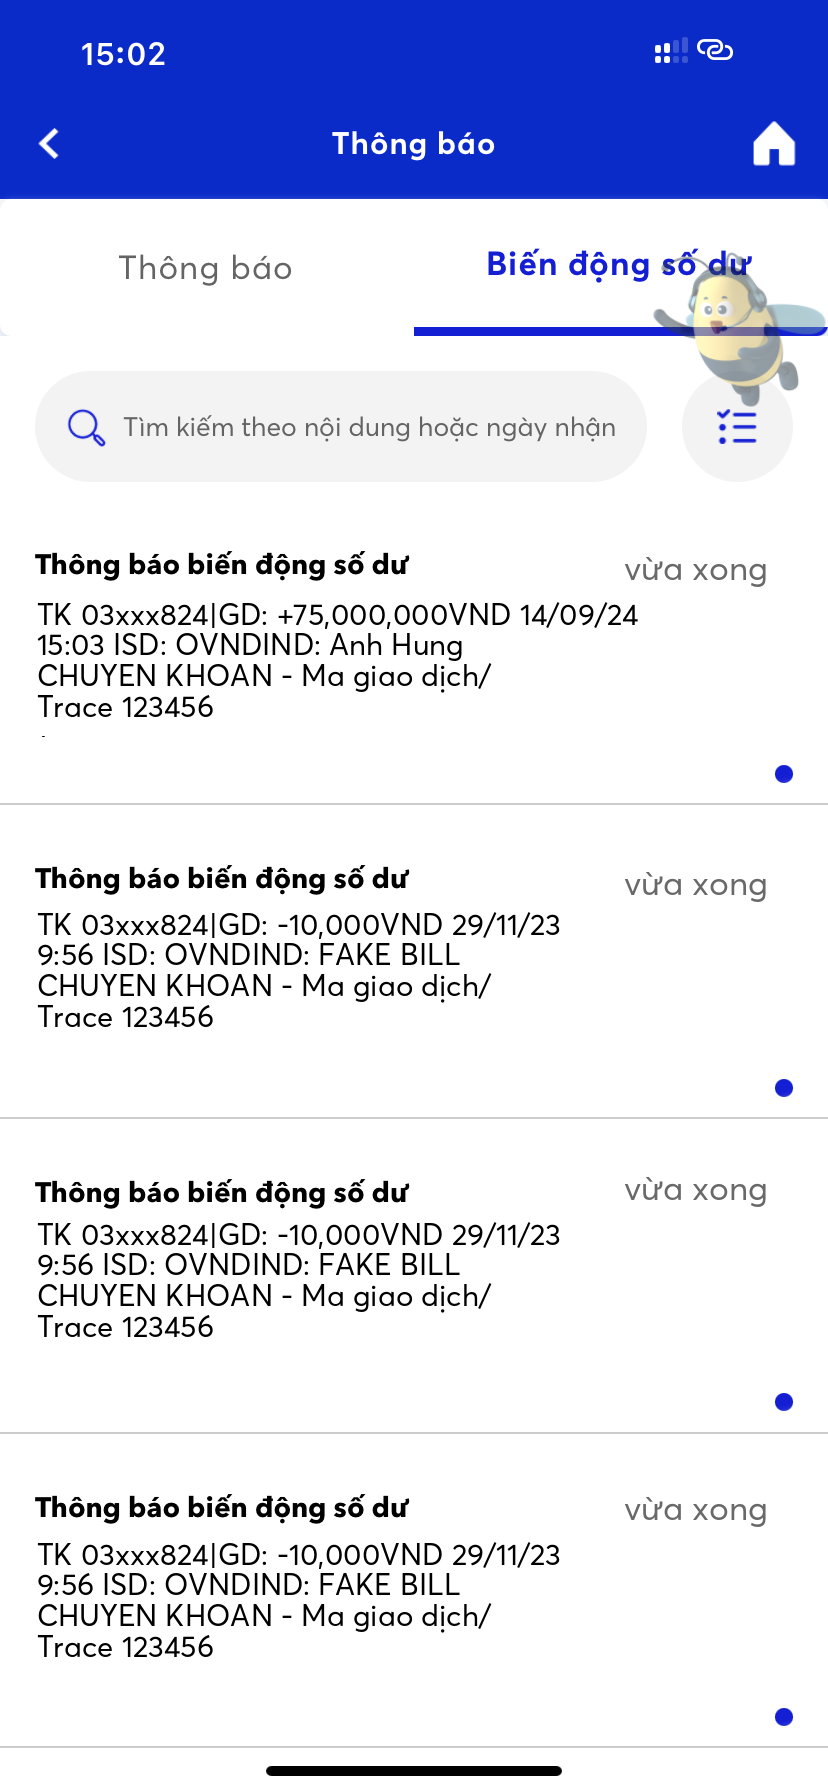 15:02
Thông báo
Thông báo
Biến động số dư
Tìm kiếm theo nội dung hoặc ngày nhận
Thông báo biến động số dư
vừa xong
TK 03xxx824|GD: +75,000,000VND 14/09/24
15:03 ISD: OVNDIND: Anh Hung
CHUYEN KHOAN - Ma giao dịch/
Trace 123456
Thông báo biến động số dư
vừa xong
TK 03xxx824|GD: -10,000VND 29/11/23
9:56 ISD: OVNDIND: FAKE BILL
CHUYEN KHOAN - Ma giao dịch/
Trace 123456
Thông báo biến động số dư
vừa xong
TK 03xxx824|GD: -10,000VND 29/11/23
9:56 ISD: OVNDIND: FAKE BILL
CHUYEN KHOAN - Ma giao dịch/
Trace 123456
Thông báo biến động số dư
vừa xong
TK 03xxx824|GD: -10,000VND 29/11/23
9:56 ISD: OVNDIND: FAKE BILL
CHUYEN KHOAN - Ma giao dịch/
Trace 123456